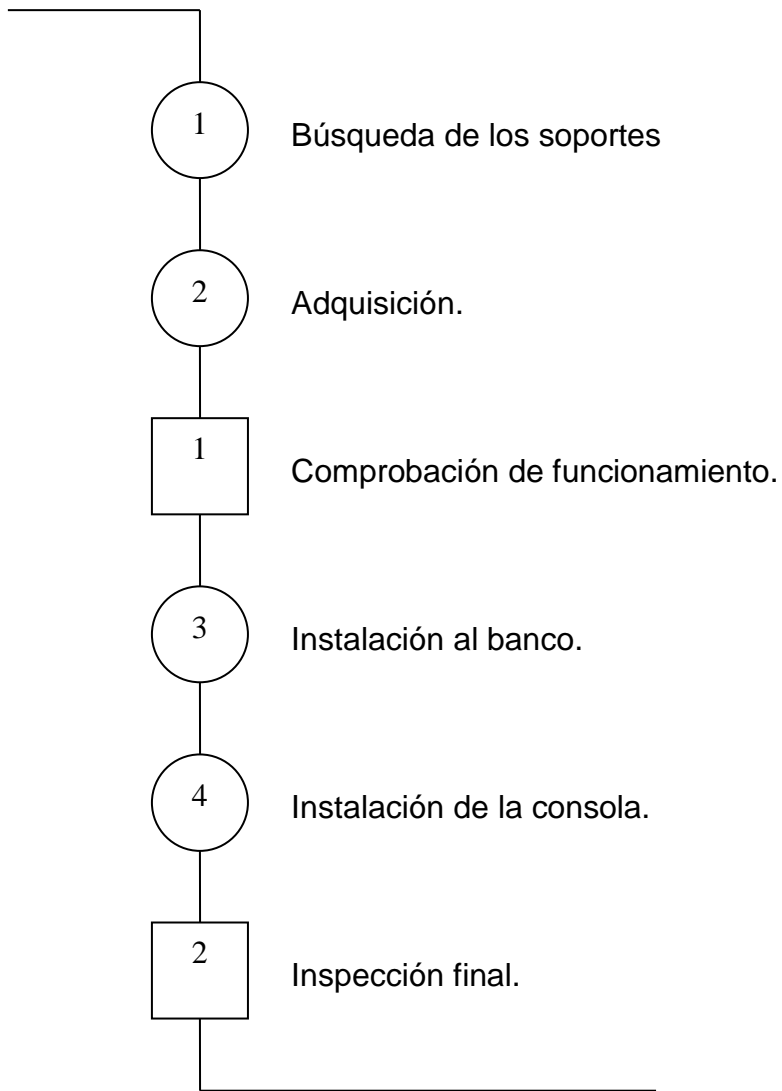 1 Búsqueda de los soportes
2 Adquisición.
1 Comprobación de funcionamiento.
3 Instalación al banco.
4 Instalación de la consola.
2 Inspección final.